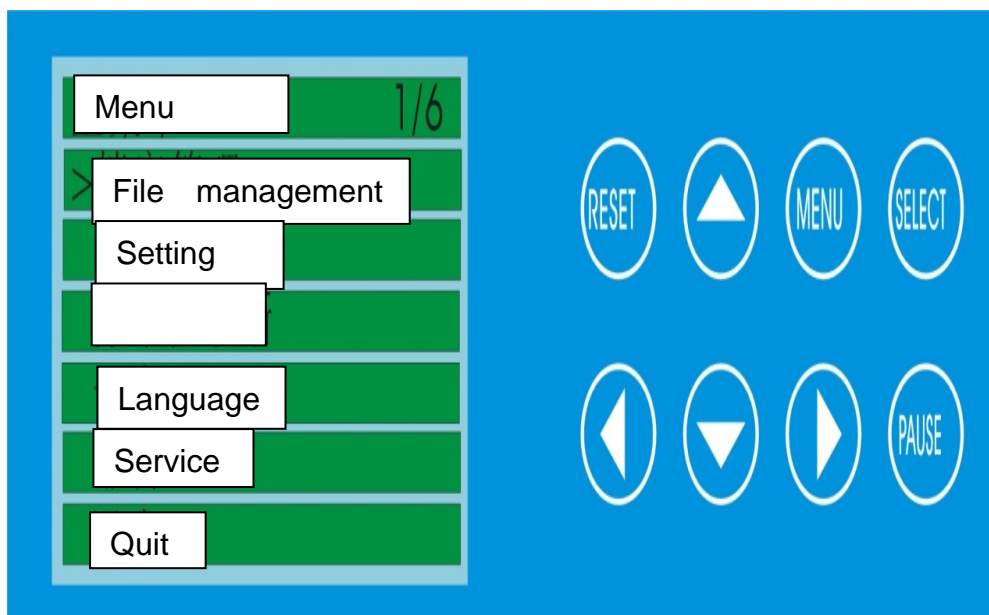 Menu 1/6
> File management
Setting
Language
Service
Quit
RESET MENU SELECT
PAUSE